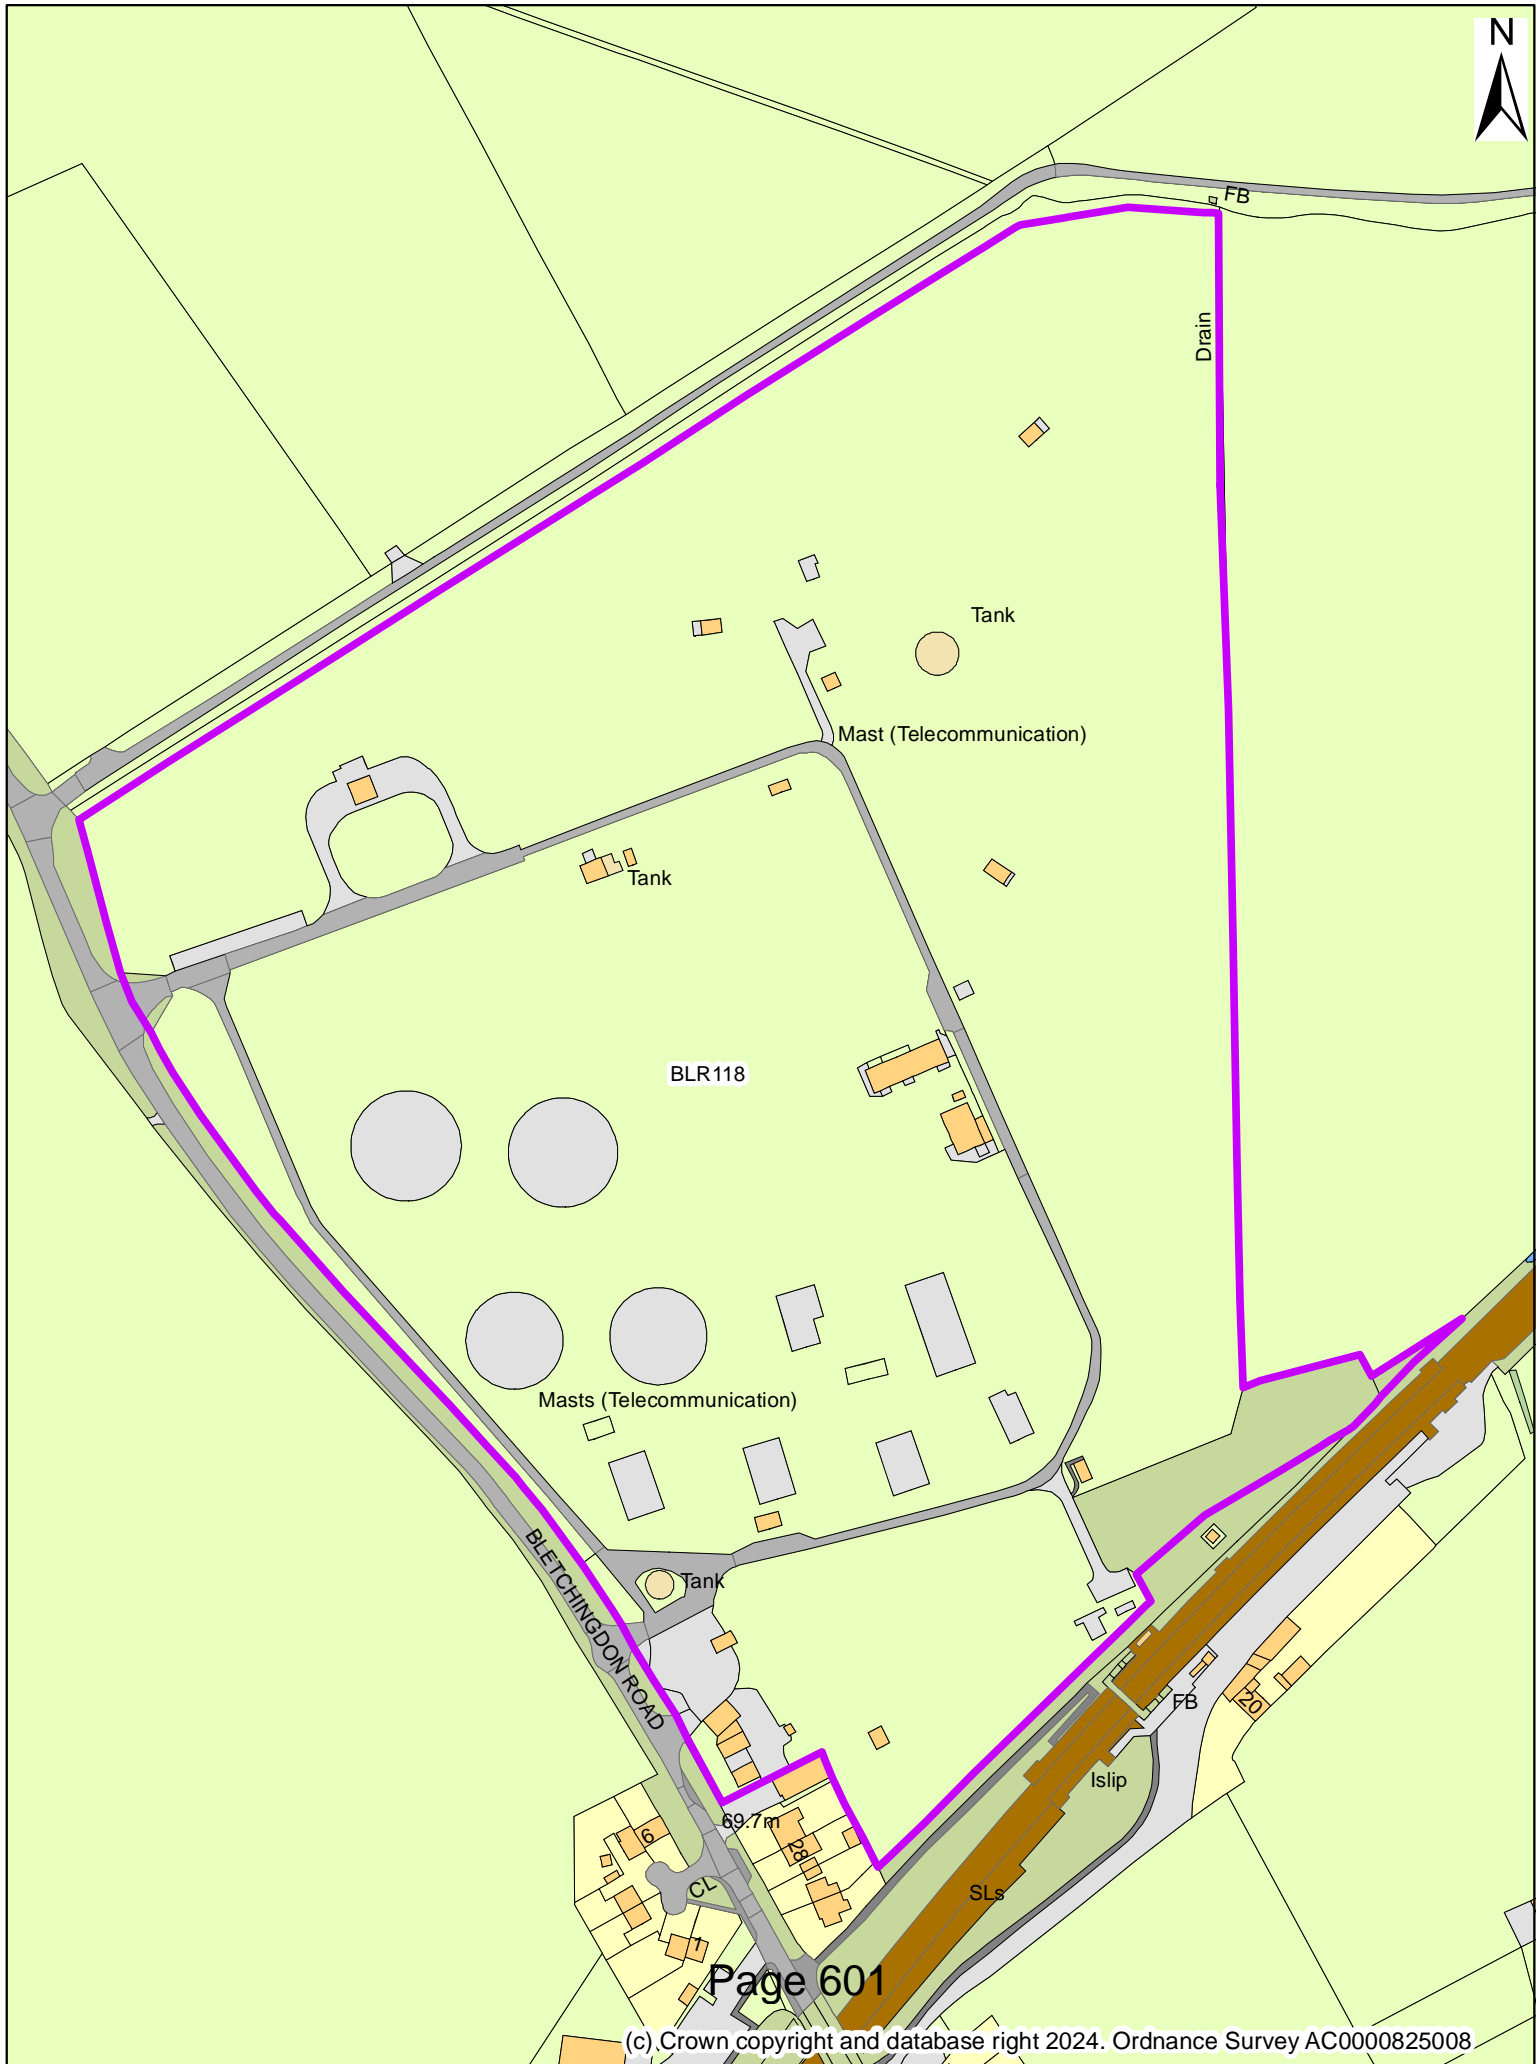 N
FB
Drain
Tank
Mast (Telecommunication)
Tank
BLR118
Masts (Telecommunication)
BLETCHINGDON ROAD
Tank
20
FB
Islip
69.7m
6
28
CL
SLs
1
Page 601
(c) Crown copyright and database right 2024. Ordnance Survey AC0000825008